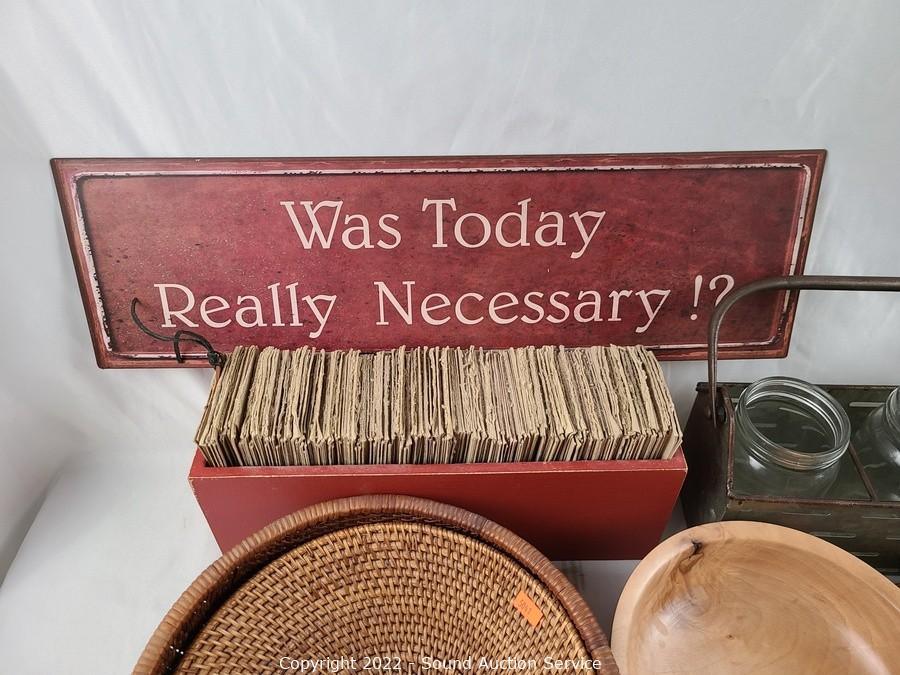 Was Today
Really Necessary !?
Copyright 2022 - Sound Auction Service